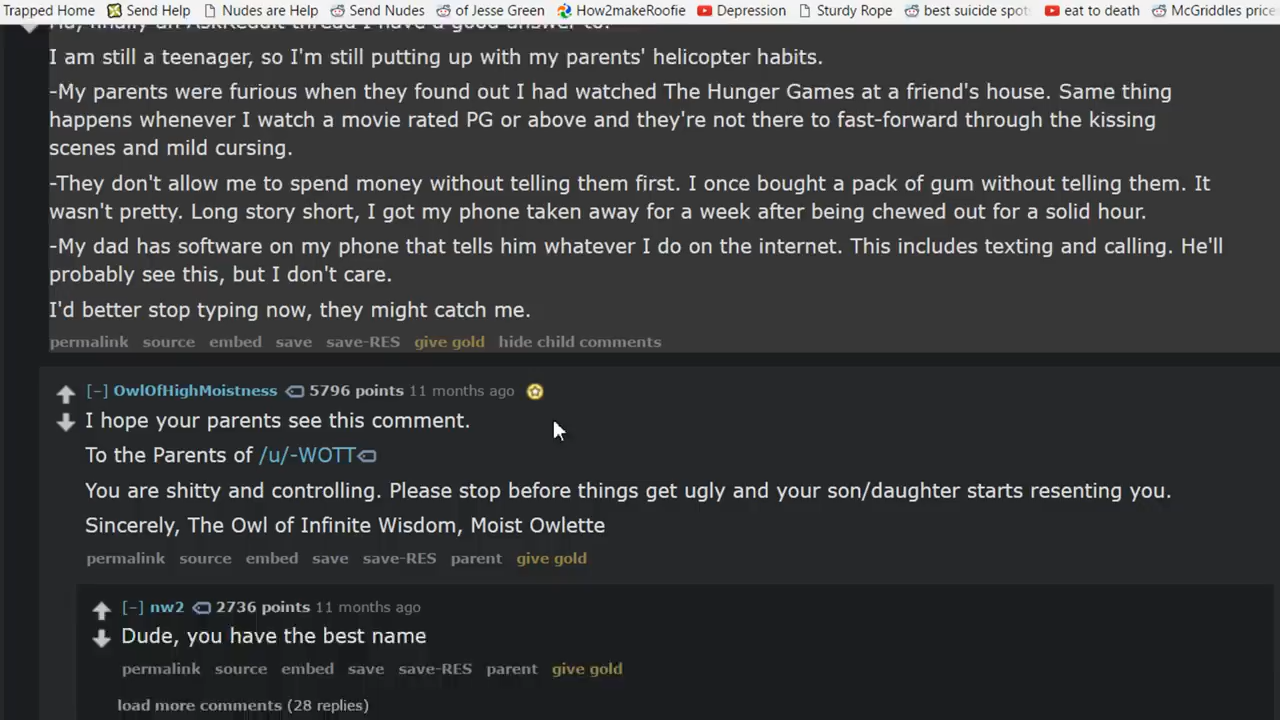 Trapped Home Send Help Nudes are Help Send Nudes of Jesse Green How2makeRoofie Depression Sturdy Rope best suicide spot eat to death McGriddles price
I am still a teenager, so I'm still putting up with my parents' helicopter habits.
-My parents were furious when they found out I had watched The Hunger Games at a friend's house. Same thing
happens whenever I watch a movie rated PG or above and they're not there to fast-forward through the kissing
scenes and mild cursing.
-They don't allow me to spend money without telling them first. I once bought a pack of gum without telling them. It
wasn't pretty. Long story short, I got my phone taken away for a week after being chewed out for a solid hour.
-My dad has software on my phone that tells him whatever I do on the internet. This includes texting and calling. He'll
probably see this, but I don't care.
I'd better stop typing now, they might catch me.
permalink source embed save save-RES give gold hide child comments
[-] OwlOfHighMoistness 5796 points 11 months ago
I hope your parents see this comment.
To the Parents of /u/-WOTT
You are shitty and controlling. Please stop before things get ugly and your son/daughter starts resenting you.
Sincerely, The Owl of Infinite Wisdom, Moist Owlette
permalink source embed save save-RES parent give gold
[-] nw2 2736 points 11 months ago
Dude, you have the best name
permalink source embed save save-RES parent give gold
load more comments (28 replies)